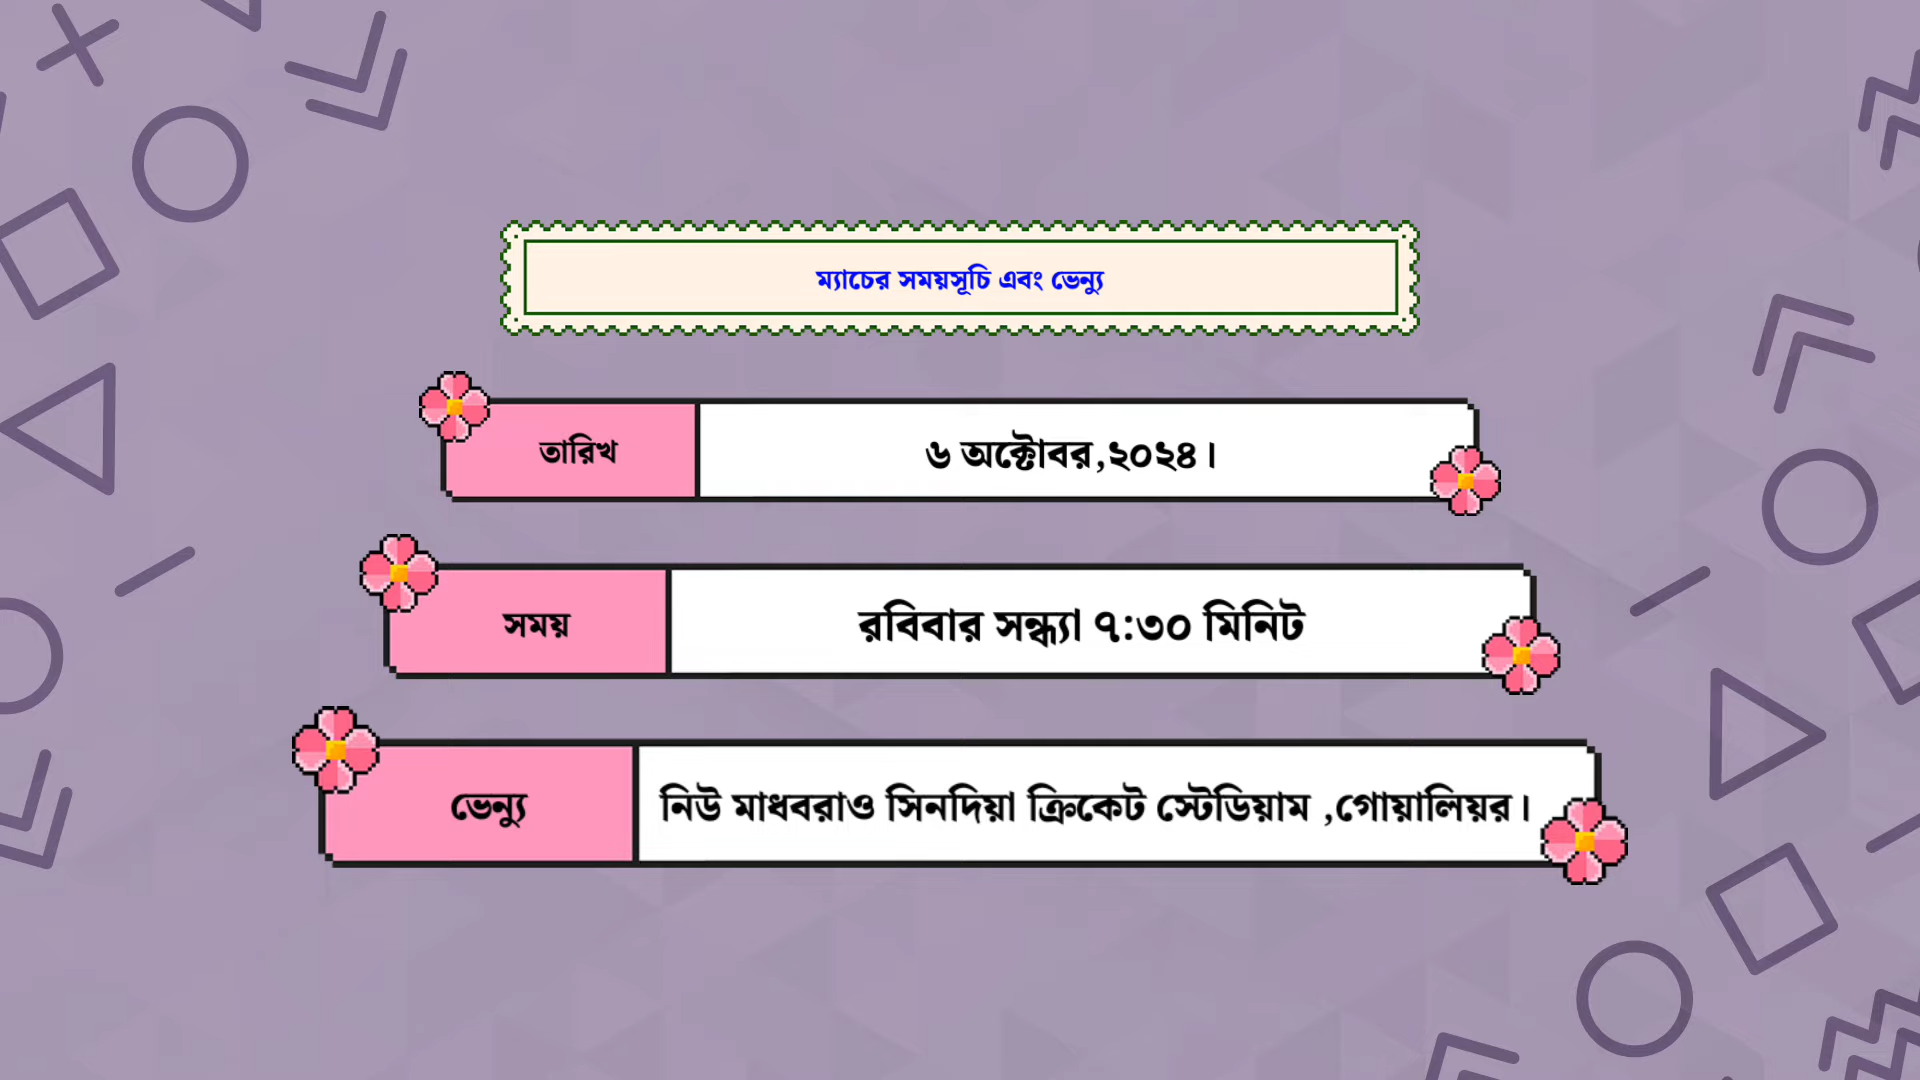 ম্যাচের সময়সূচি এবং ভেন্যু
তারিখ
৬ অক্টোবর,২০২৪।
সময়
রবিবার সন্ধ্যা ৭:৩০ মিনিট
ভেন্যু
নিউ মাধবরাও সিনদিয়া ক্রিকেট স্টেডিয়াম ,গোয়ালিয়র।